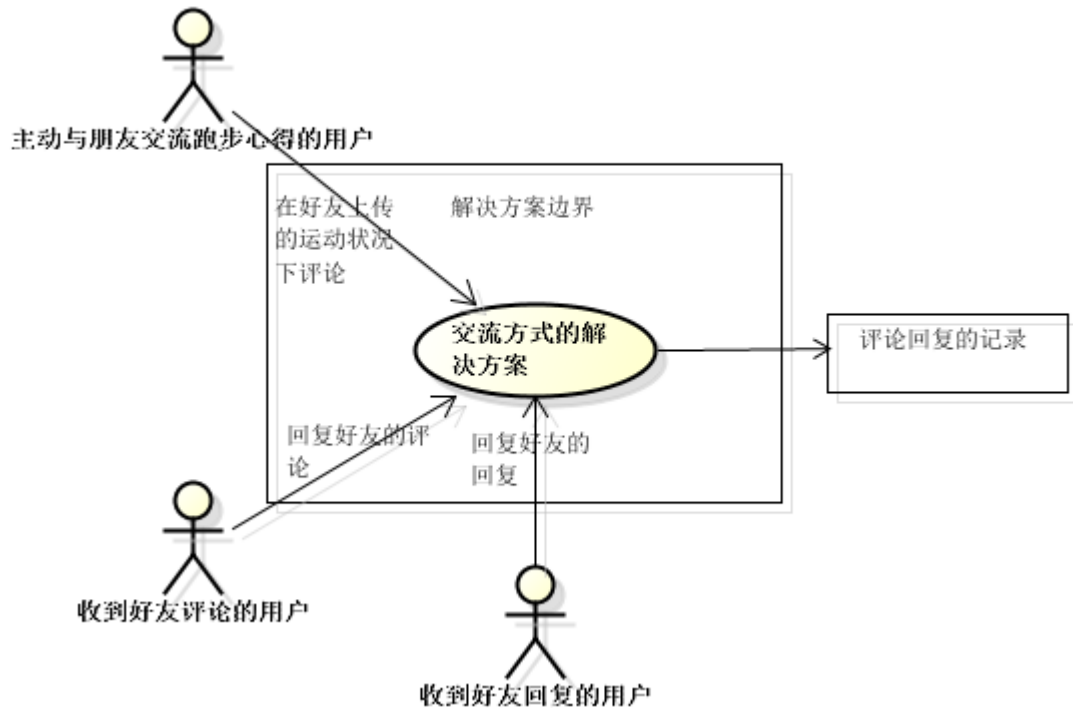 主动与朋友交流跑步心得的用户
在好友上传
的运动状况
下评论
解决方案边界
交流方式的解
决方案
评论回复的记录
回复好友的评
论
回复好友的
回复
收到好友评论的用户
收到好友回复的用户